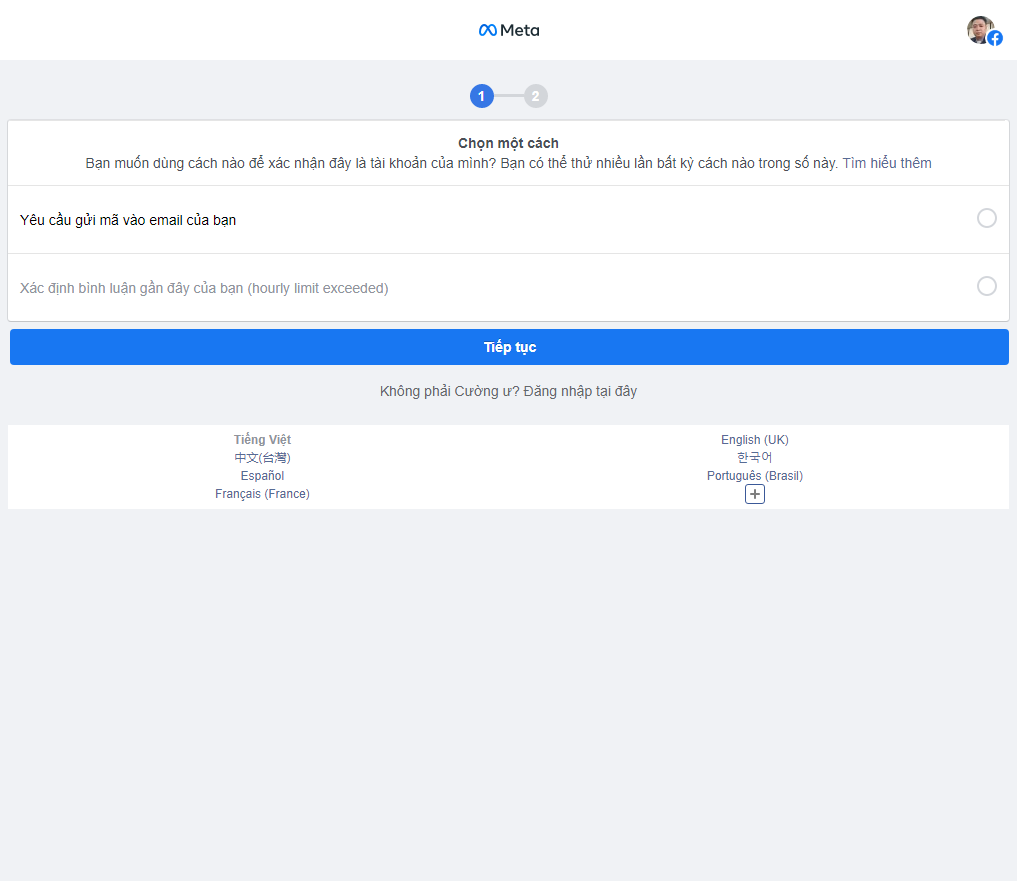 Meta
1
2
Chọn một cách
Bạn muốn dùng cách nào để xác nhận đây là tài khoản của mình? Bạn có thể thử nhiều lần bất kỳ cách nào trong số này. Tìm hiểu thêm
Yêu cầu gửi mã vào email của bạn
Xác định bình luận gần đây của bạn (hourly limit exceeded)
Tiếp tục
Không phải Cường ư? Đăng nhập tại đây
Tiếng Việt
中文(台灣)
Español
Français (France)
English (UK)
한국어
Português (Brasil)